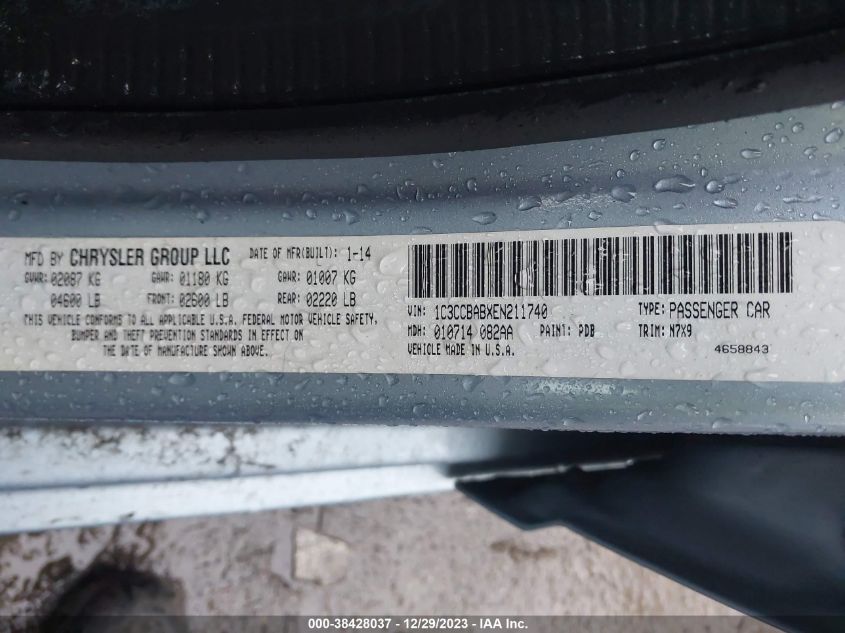 MFD BY CHRYSLER GROUP LLC DATE OF MFR(BUILT): 1-14
GVWR: 02087 KG GAWR: 01180 KG GAWR: 01007 KG
04600 LB FRONT: 02600 LB REAR: 02220 LB
THIS VEHICLE CONFORMS TO ALL APPLICABLE U.S.A. FEDERAL MOTOR VEHICLE SAFETY,
BUMPER AND THEFT PREVENTION STANDARDS IN EFFECT ON
THE DATE OF MANUFACTURE SHOWN ABOVE.
VIN: 1C3CCBABXEN211740 TYPE: PASSENGER CAR
MDH: 010714 082AA PAINT: PDB TRIM: N7X9
VEHICLE MADE IN U.S.A. 4658843
000-38428037 - 12/29/2023 - IAA Inc.